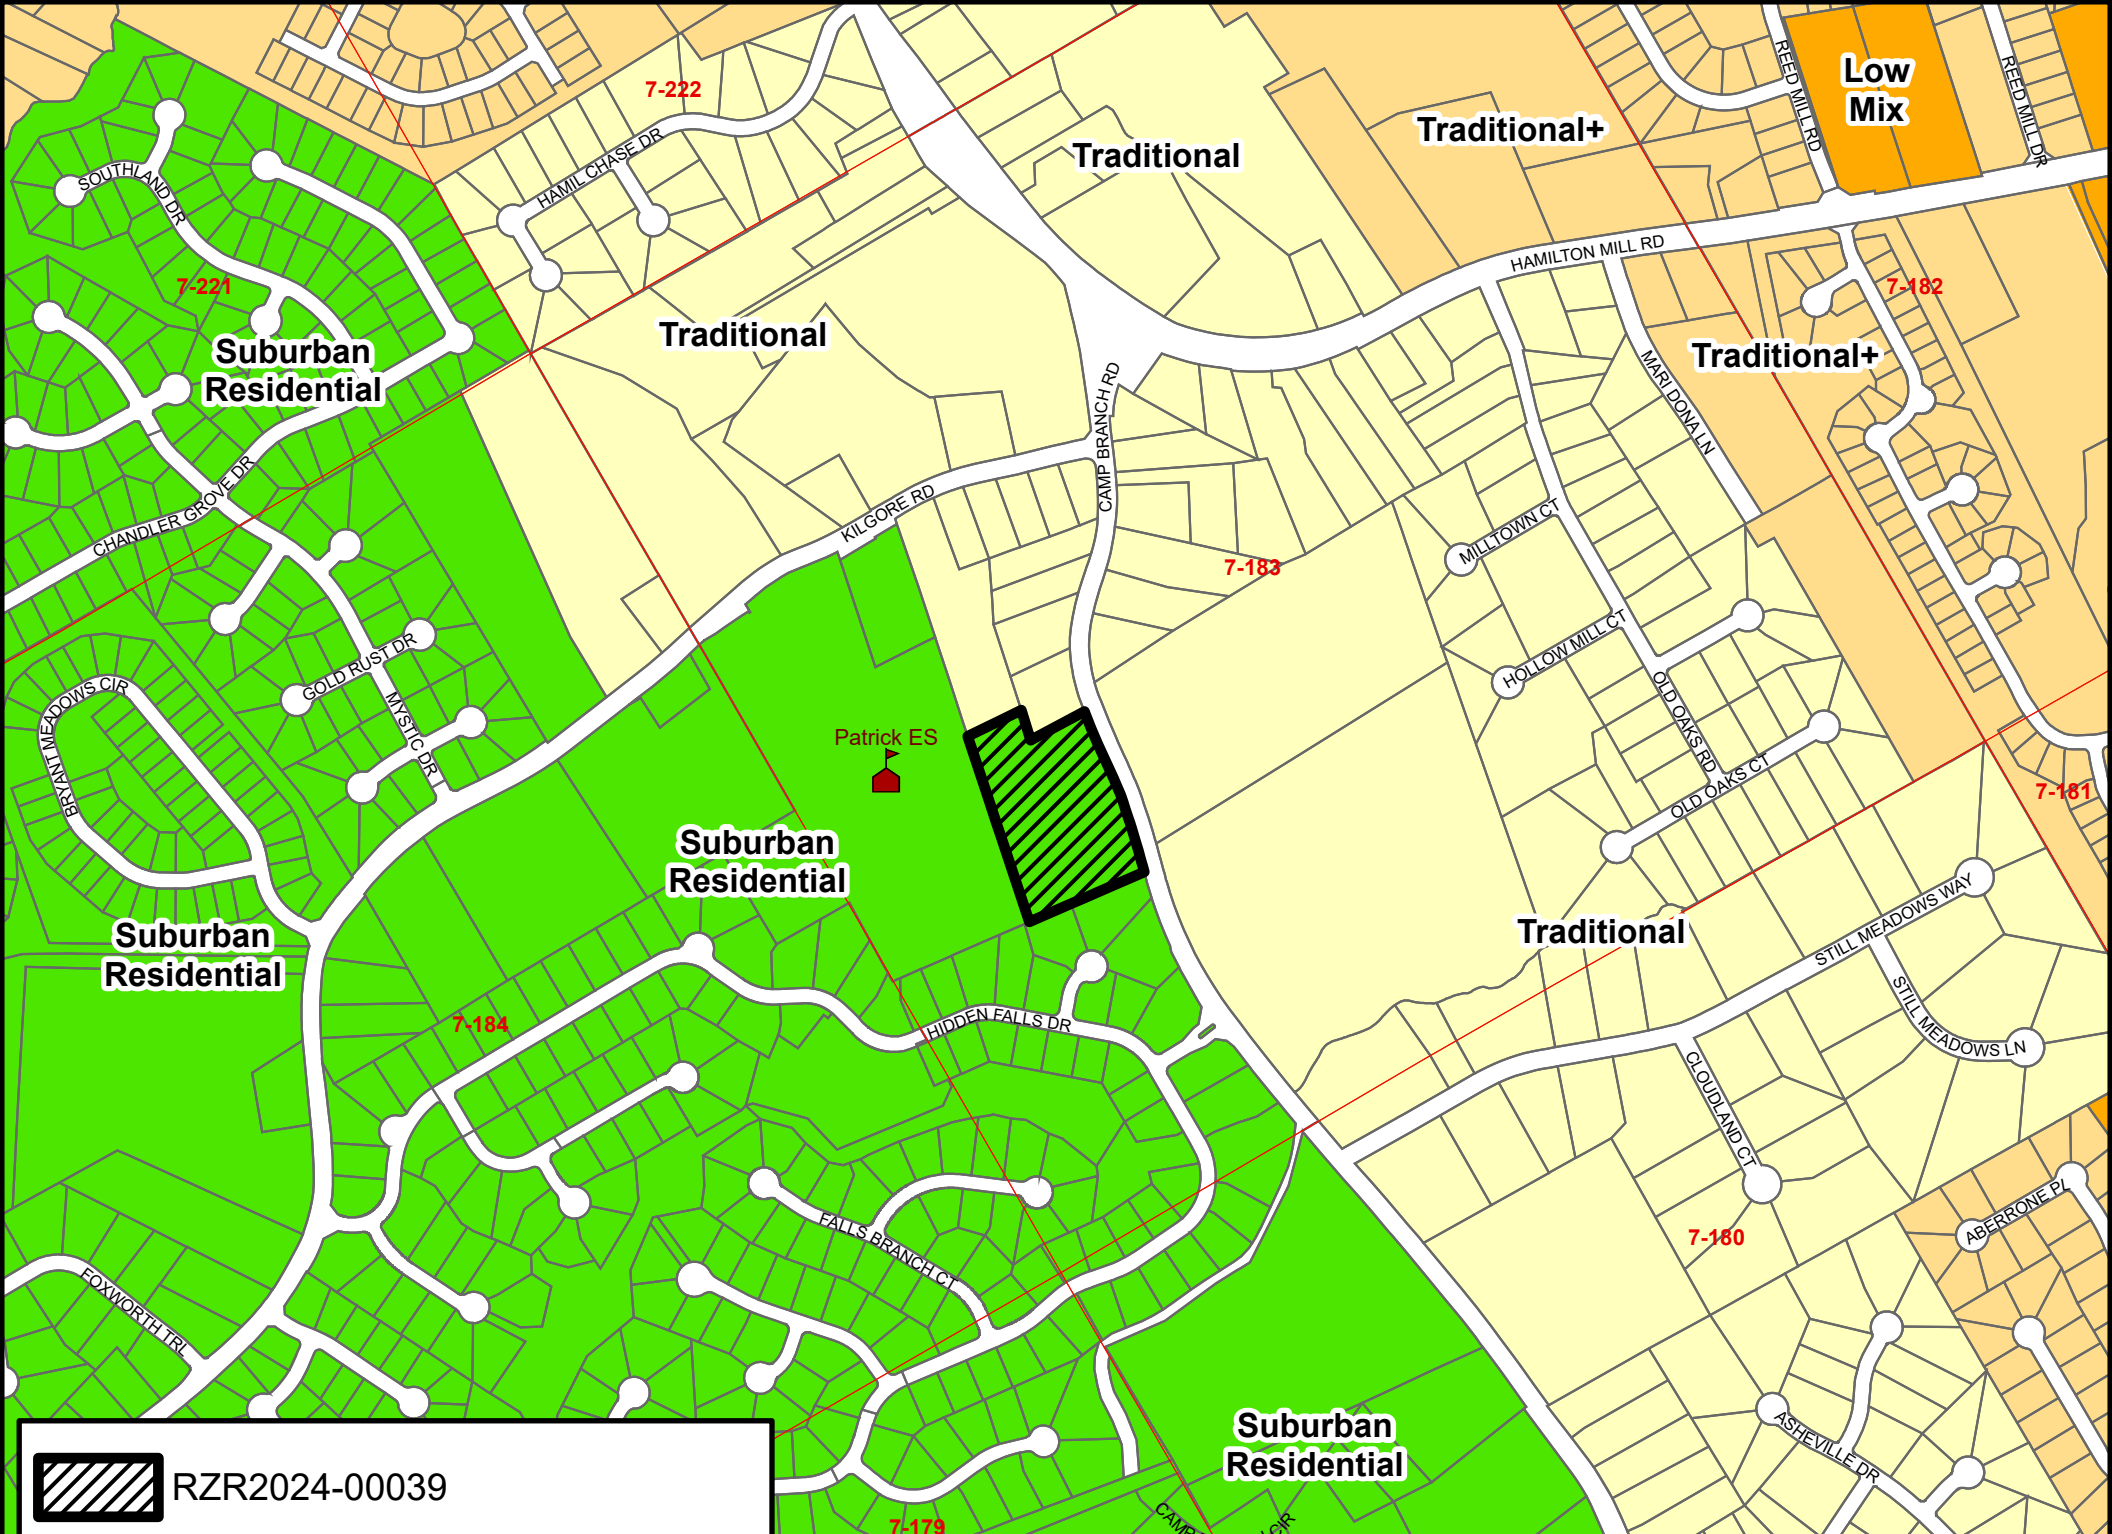 7-222
Traditional
Traditional+
REED MILL RD
Low
Mix
REED MILL DR
HAMIL CHASE DR
SOUTHLAND DR
7-221
Suburban
Residential
Traditional
HAMILTON MILL RD
7-182
Traditional+
MARI DONA LN
CAMP BRANCH RD
KILGORE RD
CHANDLER GROVE DR
7-183
MILLTOWN CT
HOLLOW MILL CT
OLD OAKS RD
OLD OAKS CT
7-181
GOLD RUST DR
MYSTIC DR
BRYANT MEADOWS CIR
Patrick ES
Suburban
Residential
Suburban
Residential
Traditional
STILL MEADOWS WAY
STILL MEADOWS LN
7-184
HIDDEN FALLS DR
CLOUDLAND CT
7-180
ABERRONE PL
FALLS BRANCH CT
FOXWORTH TRL
Suburban
Residential
ASHEVILLE DR
RZR2024-00039
7-179
CIR